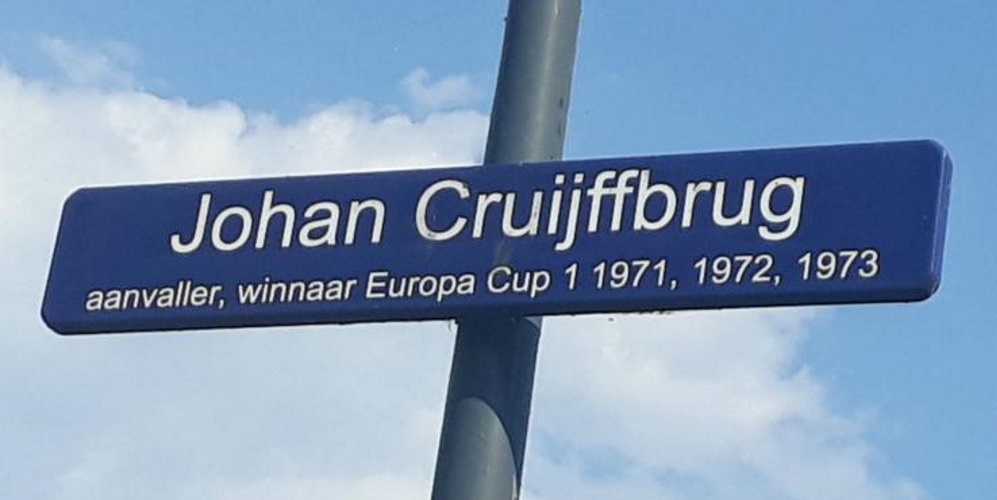 Johan Cruijffbrug
aanvaller, winnaar Europa Cup 1 1971, 1972, 1973